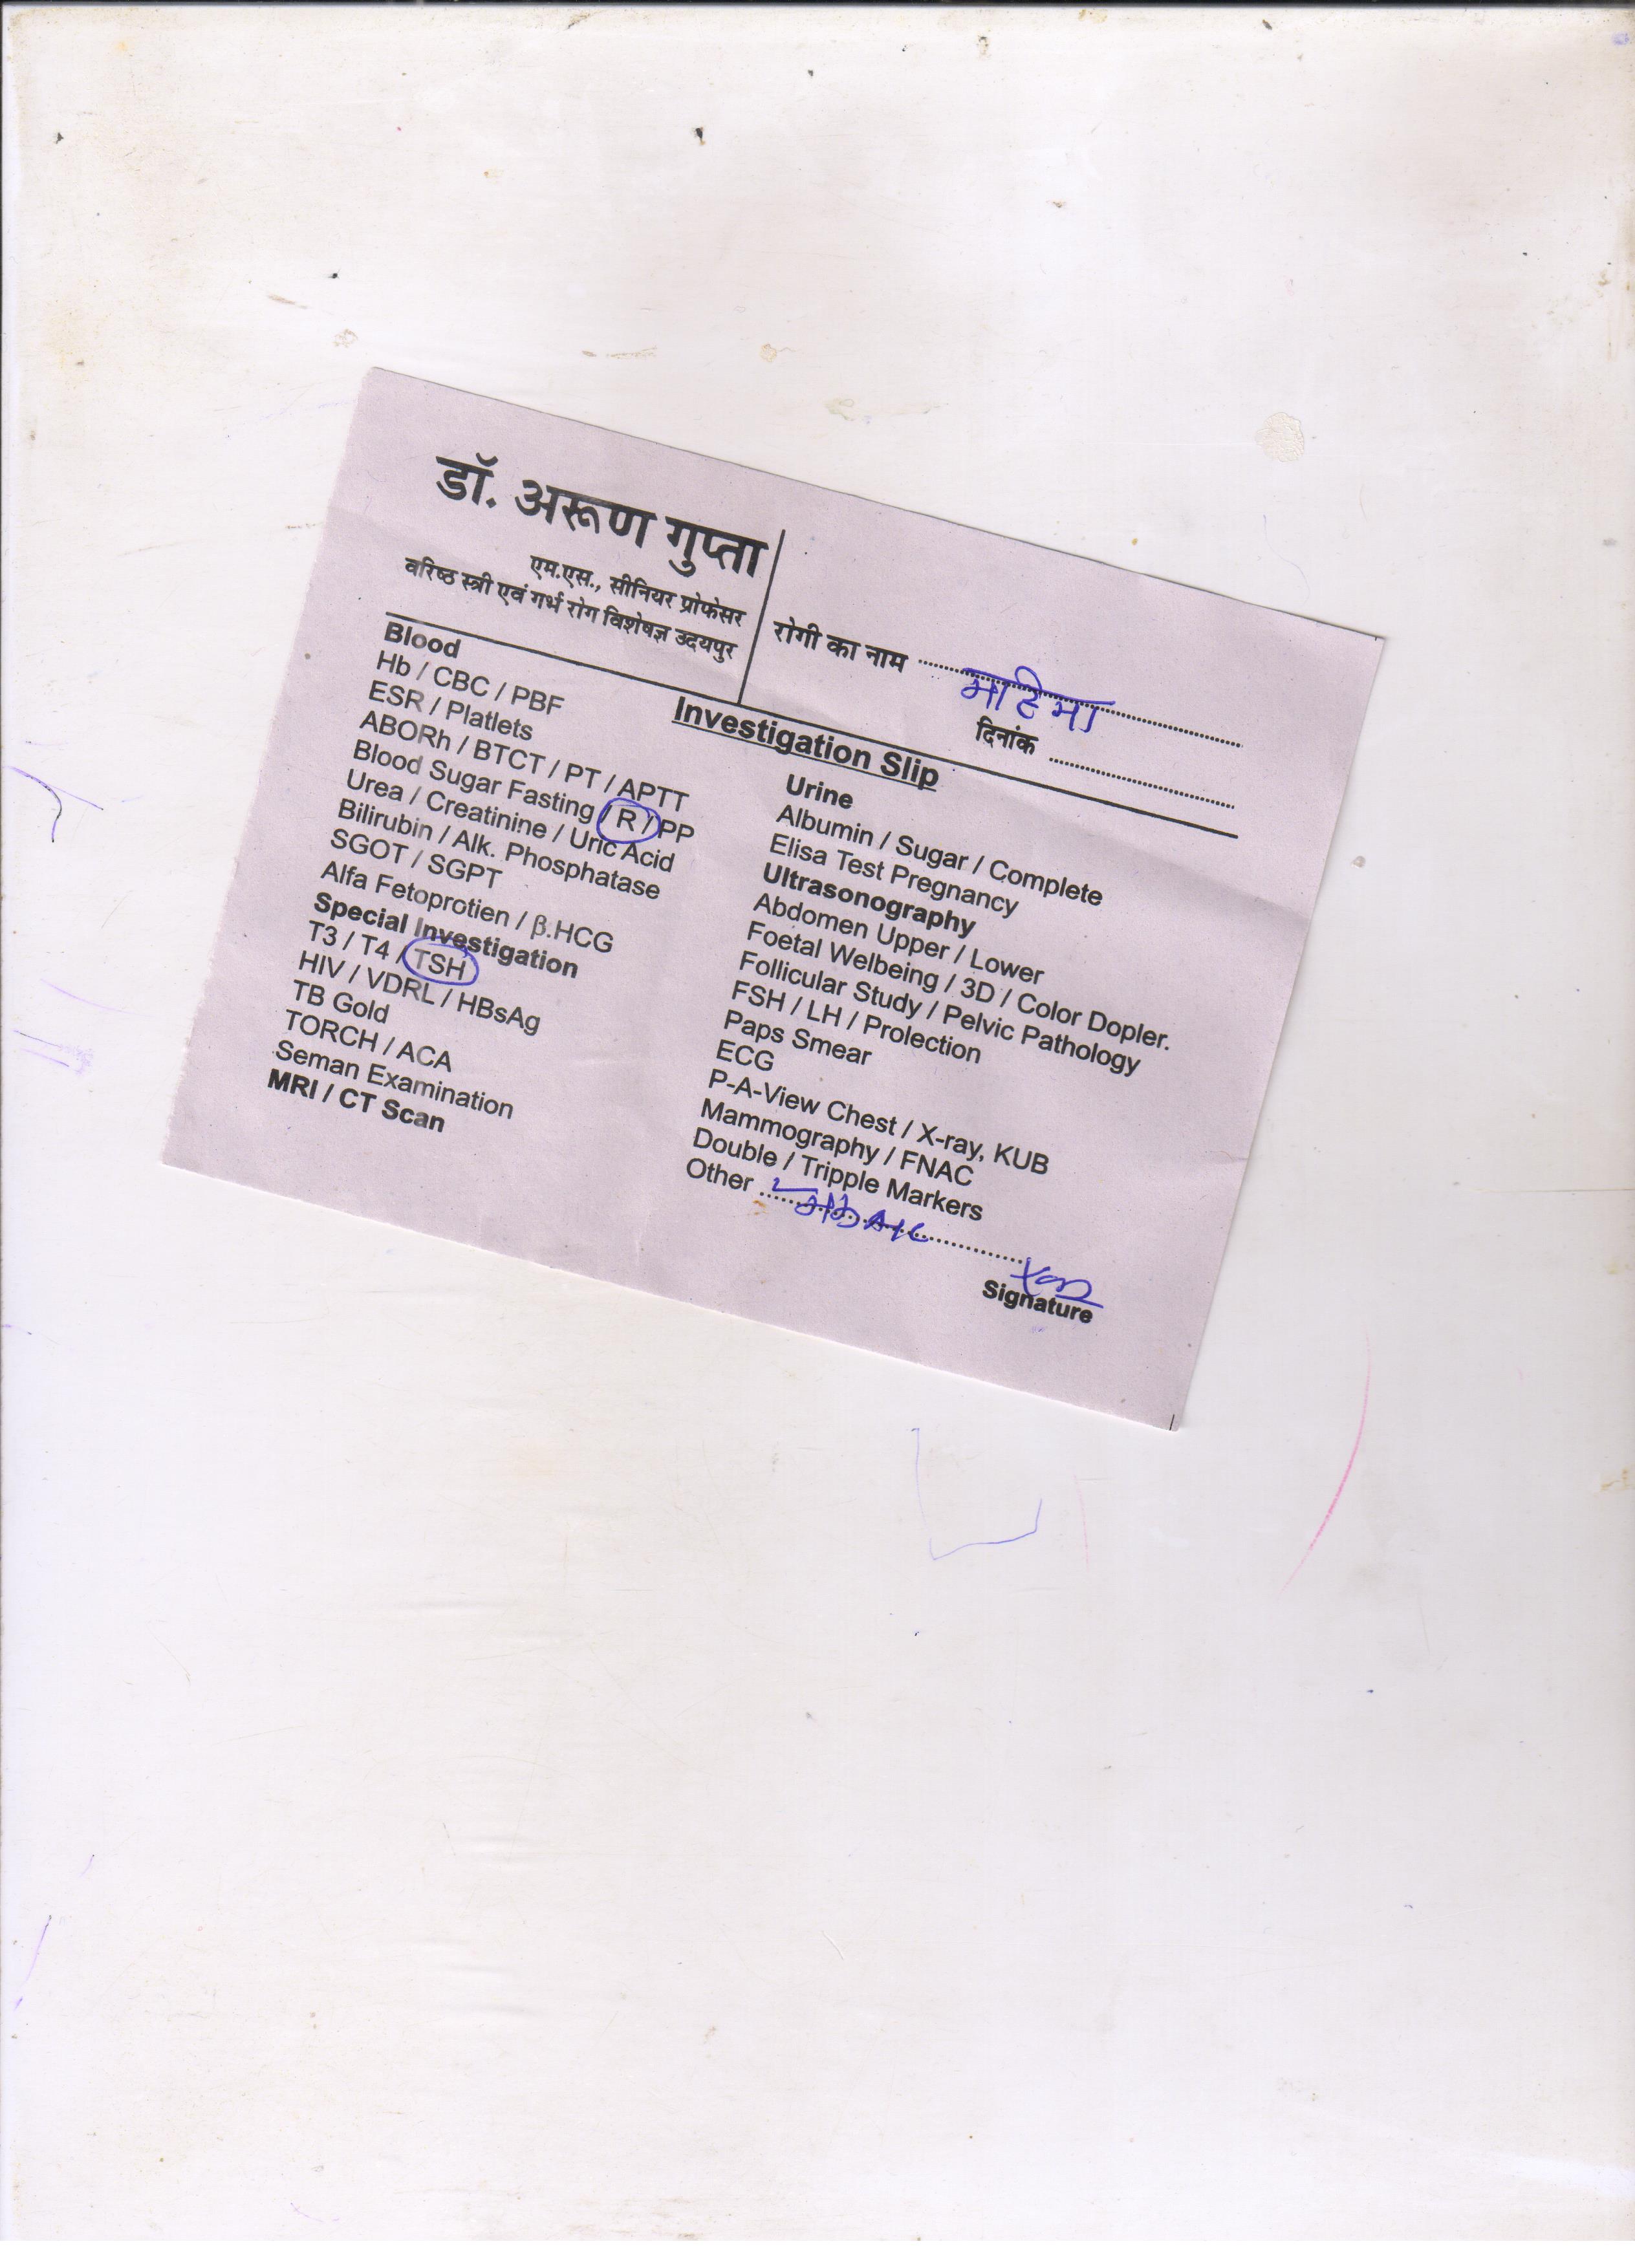 डॉ. अरूण गुप्ता
एम.एस., सीनियर प्रोफेसर
वरिष्ठ स्त्री एवं गर्भ रोग विशेषज्ञ उदयपुर
रोगी का नाम
दिनांक
Investigation Slip
Blood
Hb / CBC / PBF
ESR / Platlets
ABORh / BTCT / PT / APTT
Blood Sugar Fasting / R / PP
Urea / Creatinine / Uric Acid
Bilirubin / Alk. Phosphatase
SGOT / SGPT
Alfa Fetoprotien / β.HCG
Special Investigation
T3 / T4 / TSH
HIV / VDRL / HBsAg
TB Gold
TORCH / ACA
Seman Examination
MRI / CT Scan
Urine
Albumin / Sugar / Complete
Elisa Test Pregnancy
Ultrasonography
Abdomen Upper / Lower
Foetal Welbeing / 3D / Color Dopler.
Follicular Study / Pelvic Pathology
FSH / LH / Prolection
Paps Smear
ECG
P-A-View Chest / X-ray, KUB
Mammography / FNAC
Double / Tripple Markers
Other
Signature